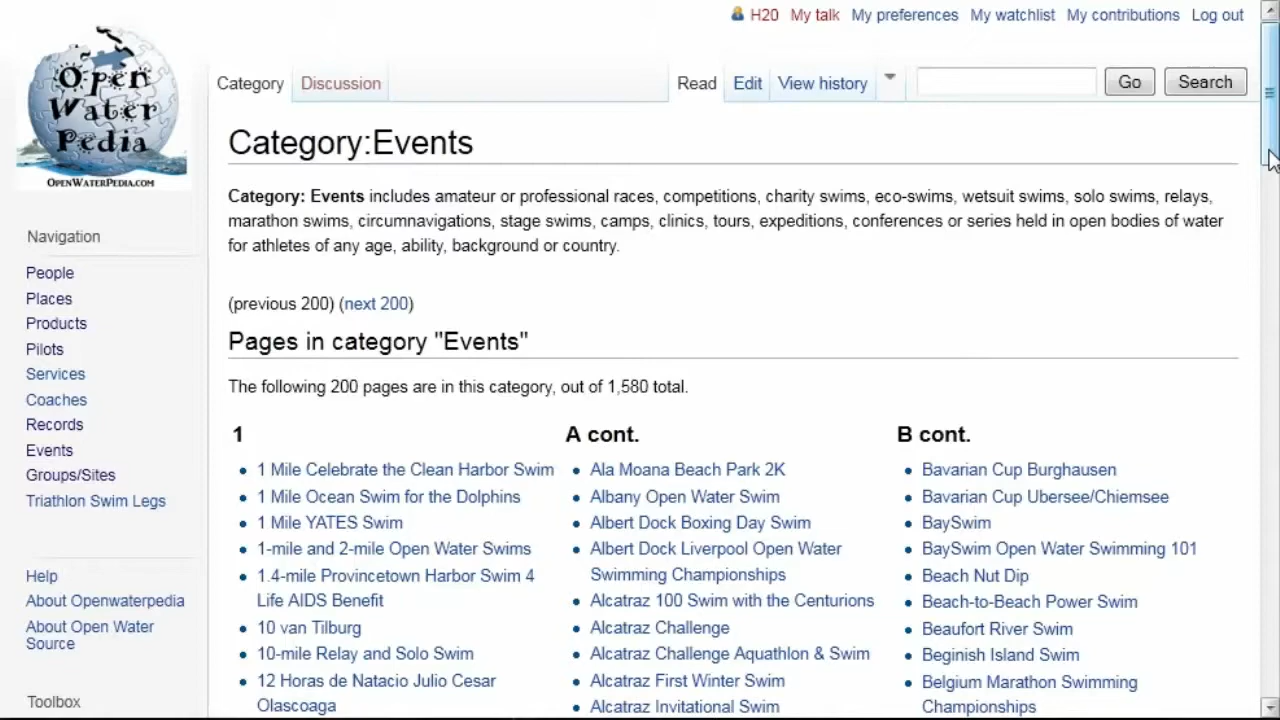 H20 My talk My preferences My watchlist My contributions Log out
Open
Water
Pedia
OPENWATERPEDIA.COM
Category Discussion Read Edit View history Go Search
Category:Events
Category: Events includes amateur or professional races, competitions, charity swims, eco-swims, wetsuit swims, solo swims, relays,
marathon swims, circumnavigations, stage swims, camps, clinics, tours, expeditions, conferences or series held in open bodies of water
for athletes of any age, ability, background or country.
(previous 200) (next 200)
Pages in category "Events"
The following 200 pages are in this category, out of 1,580 total.
Navigation
People
Places
Products
Pilots
Services
Coaches
Records
Events
Groups/Sites
Triathlon Swim Legs
Help
About Openwaterpedia
About Open Water
Source
Toolbox
1
1 Mile Celebrate the Clean Harbor Swim
1 Mile Ocean Swim for the Dolphins
1 Mile YATES Swim
1-mile and 2-mile Open Water Swims
1.4-mile Provincetown Harbor Swim 4
Life AIDS Benefit
10 van Tilburg
10-mile Relay and Solo Swim
12 Horas de Natacio Julio Cesar
Olascoaga
A cont.
Ala Moana Beach Park 2K
Albany Open Water Swim
Albert Dock Boxing Day Swim
Albert Dock Liverpool Open Water
Swimming Championships
Alcatraz 100 Swim with the Centurions
Alcatraz Challenge
Alcatraz Challenge Aquathlon & Swim
Alcatraz First Winter Swim
Alcatraz Invitational Swim
B cont.
Bavarian Cup Burghausen
Bavarian Cup Ubersee/Chiemsee
BaySwim
BaySwim Open Water Swimming 101
Beach Nut Dip
Beach-to-Beach Power Swim
Beaufort River Swim
Beginish Island Swim
Belgium Marathon Swimming
Championships